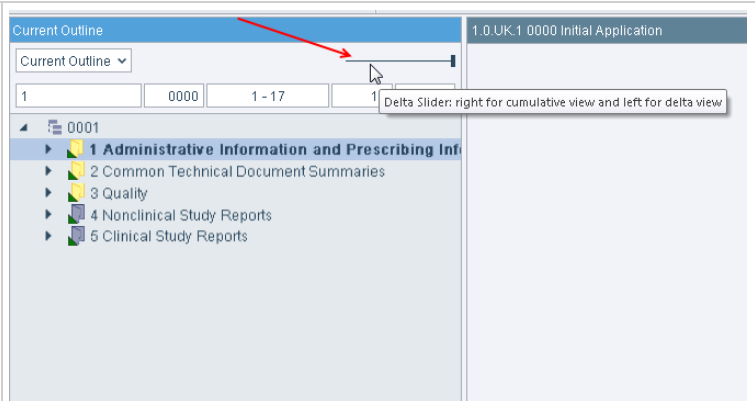 Current Outline
1.0.UK.1 0000 Initial Application
Current Outline
1 0000 1 - 17 1
Delta Slider: right for cumulative view and left for delta view
0001
1 Administrative Information and Prescribing Inf
2 Common Technical Document Summaries
3 Quality
4 Nonclinical Study Reports
5 Clinical Study Reports